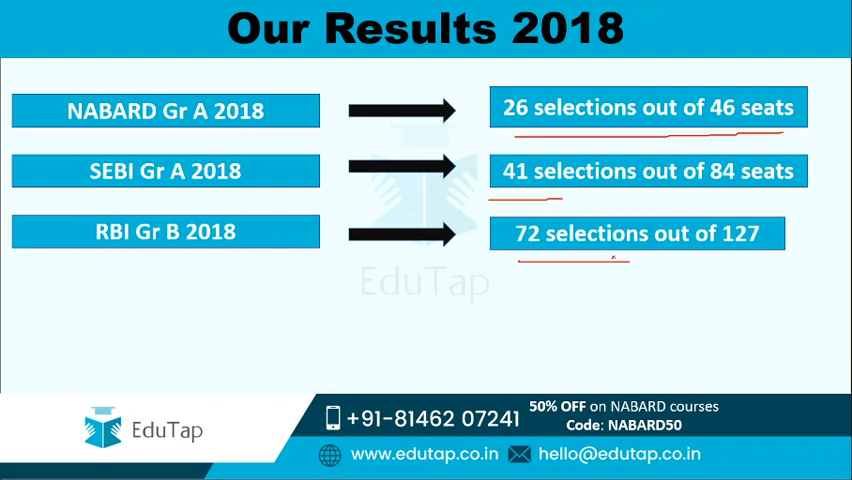 Our Results 2018
NABARD Gr A 2018
26 selections out of 46 seats
SEBI Gr A 2018
41 selections out of 84 seats
RBI Gr B 2018
72 selections out of 127
EduTap
EduTap
+91-81462 07241
50% OFF on NABARD courses
Code: NABARD50
www.edutap.co.in
hello@edutap.co.in